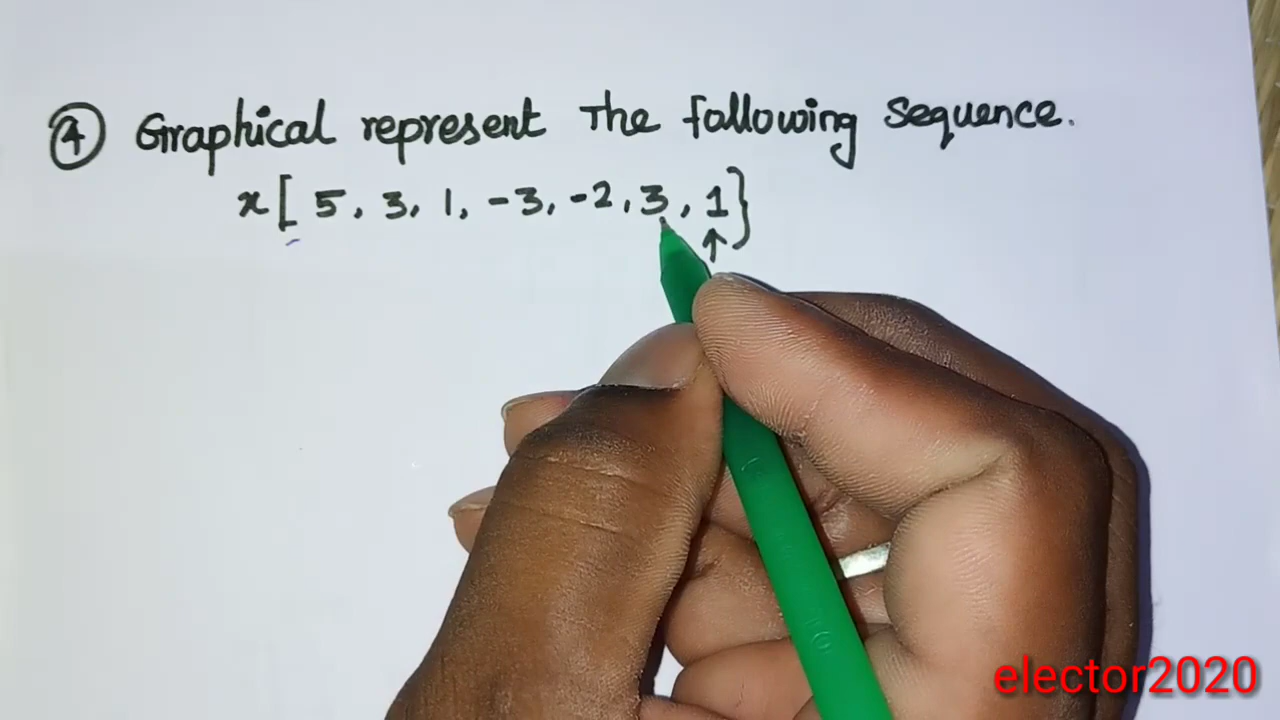 ④ Graphical represent The following Sequence.
x[ 5, 3, 1, -3, -2, 3, 1}
↑
elector2020